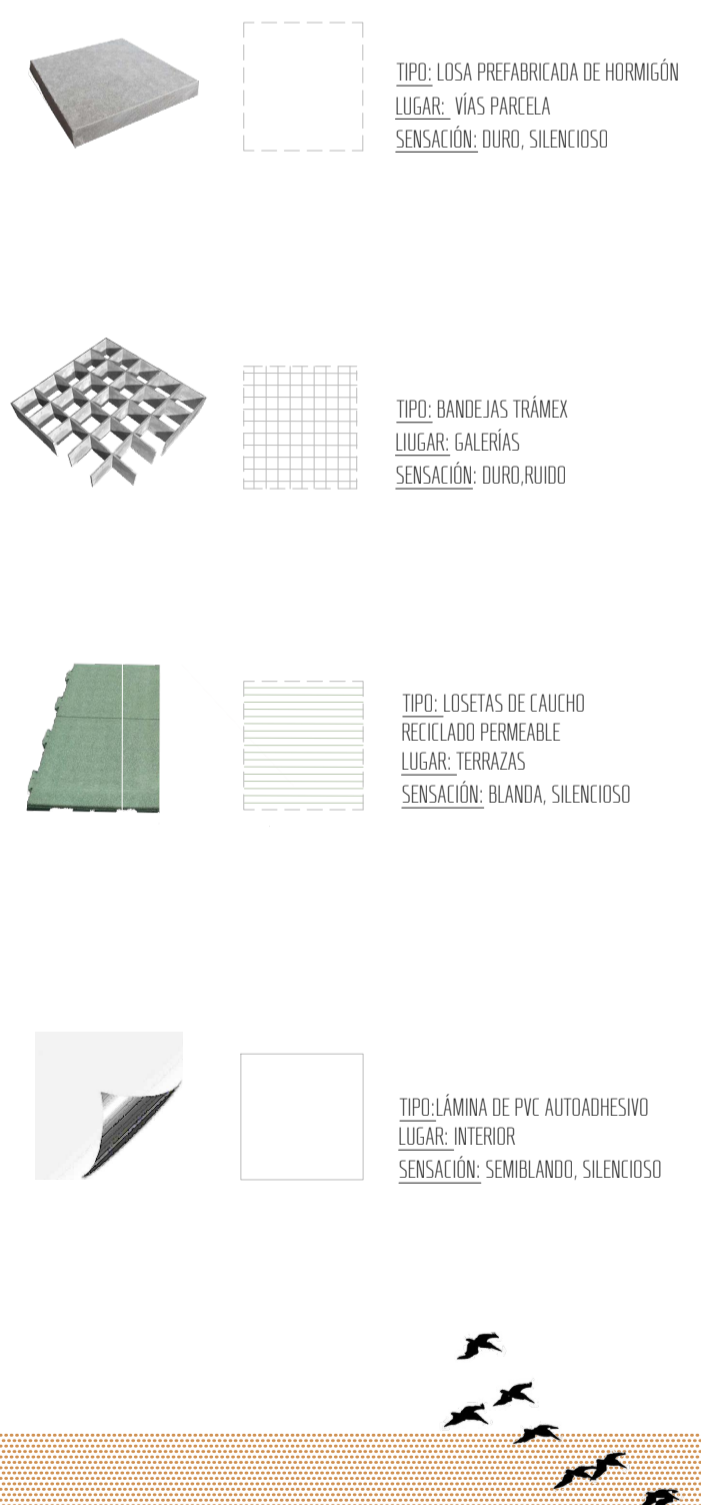 TIPO: LOSA PREFABRICADA DE HORMIGÓN
LUGAR: VÍAS PARCELA
SENSACIÓN: DURO, SILENCIOSO
TIPO: BANDEJAS TRÁMEX
LIUGAR: GALERÍAS
SENSACIÓN: DURO,RUIDO
TIPO: LOSETAS DE CAUCHO
RECICLADO PERMEABLE
LUGAR: TERRAZAS
SENSACIÓN: BLANDA, SILENCIOSO
TIPO:LÁMINA DE PVC AUTOADHESIVO
LUGAR: INTERIOR
SENSACIÓN: SEMIBLANDO, SILENCIOSO